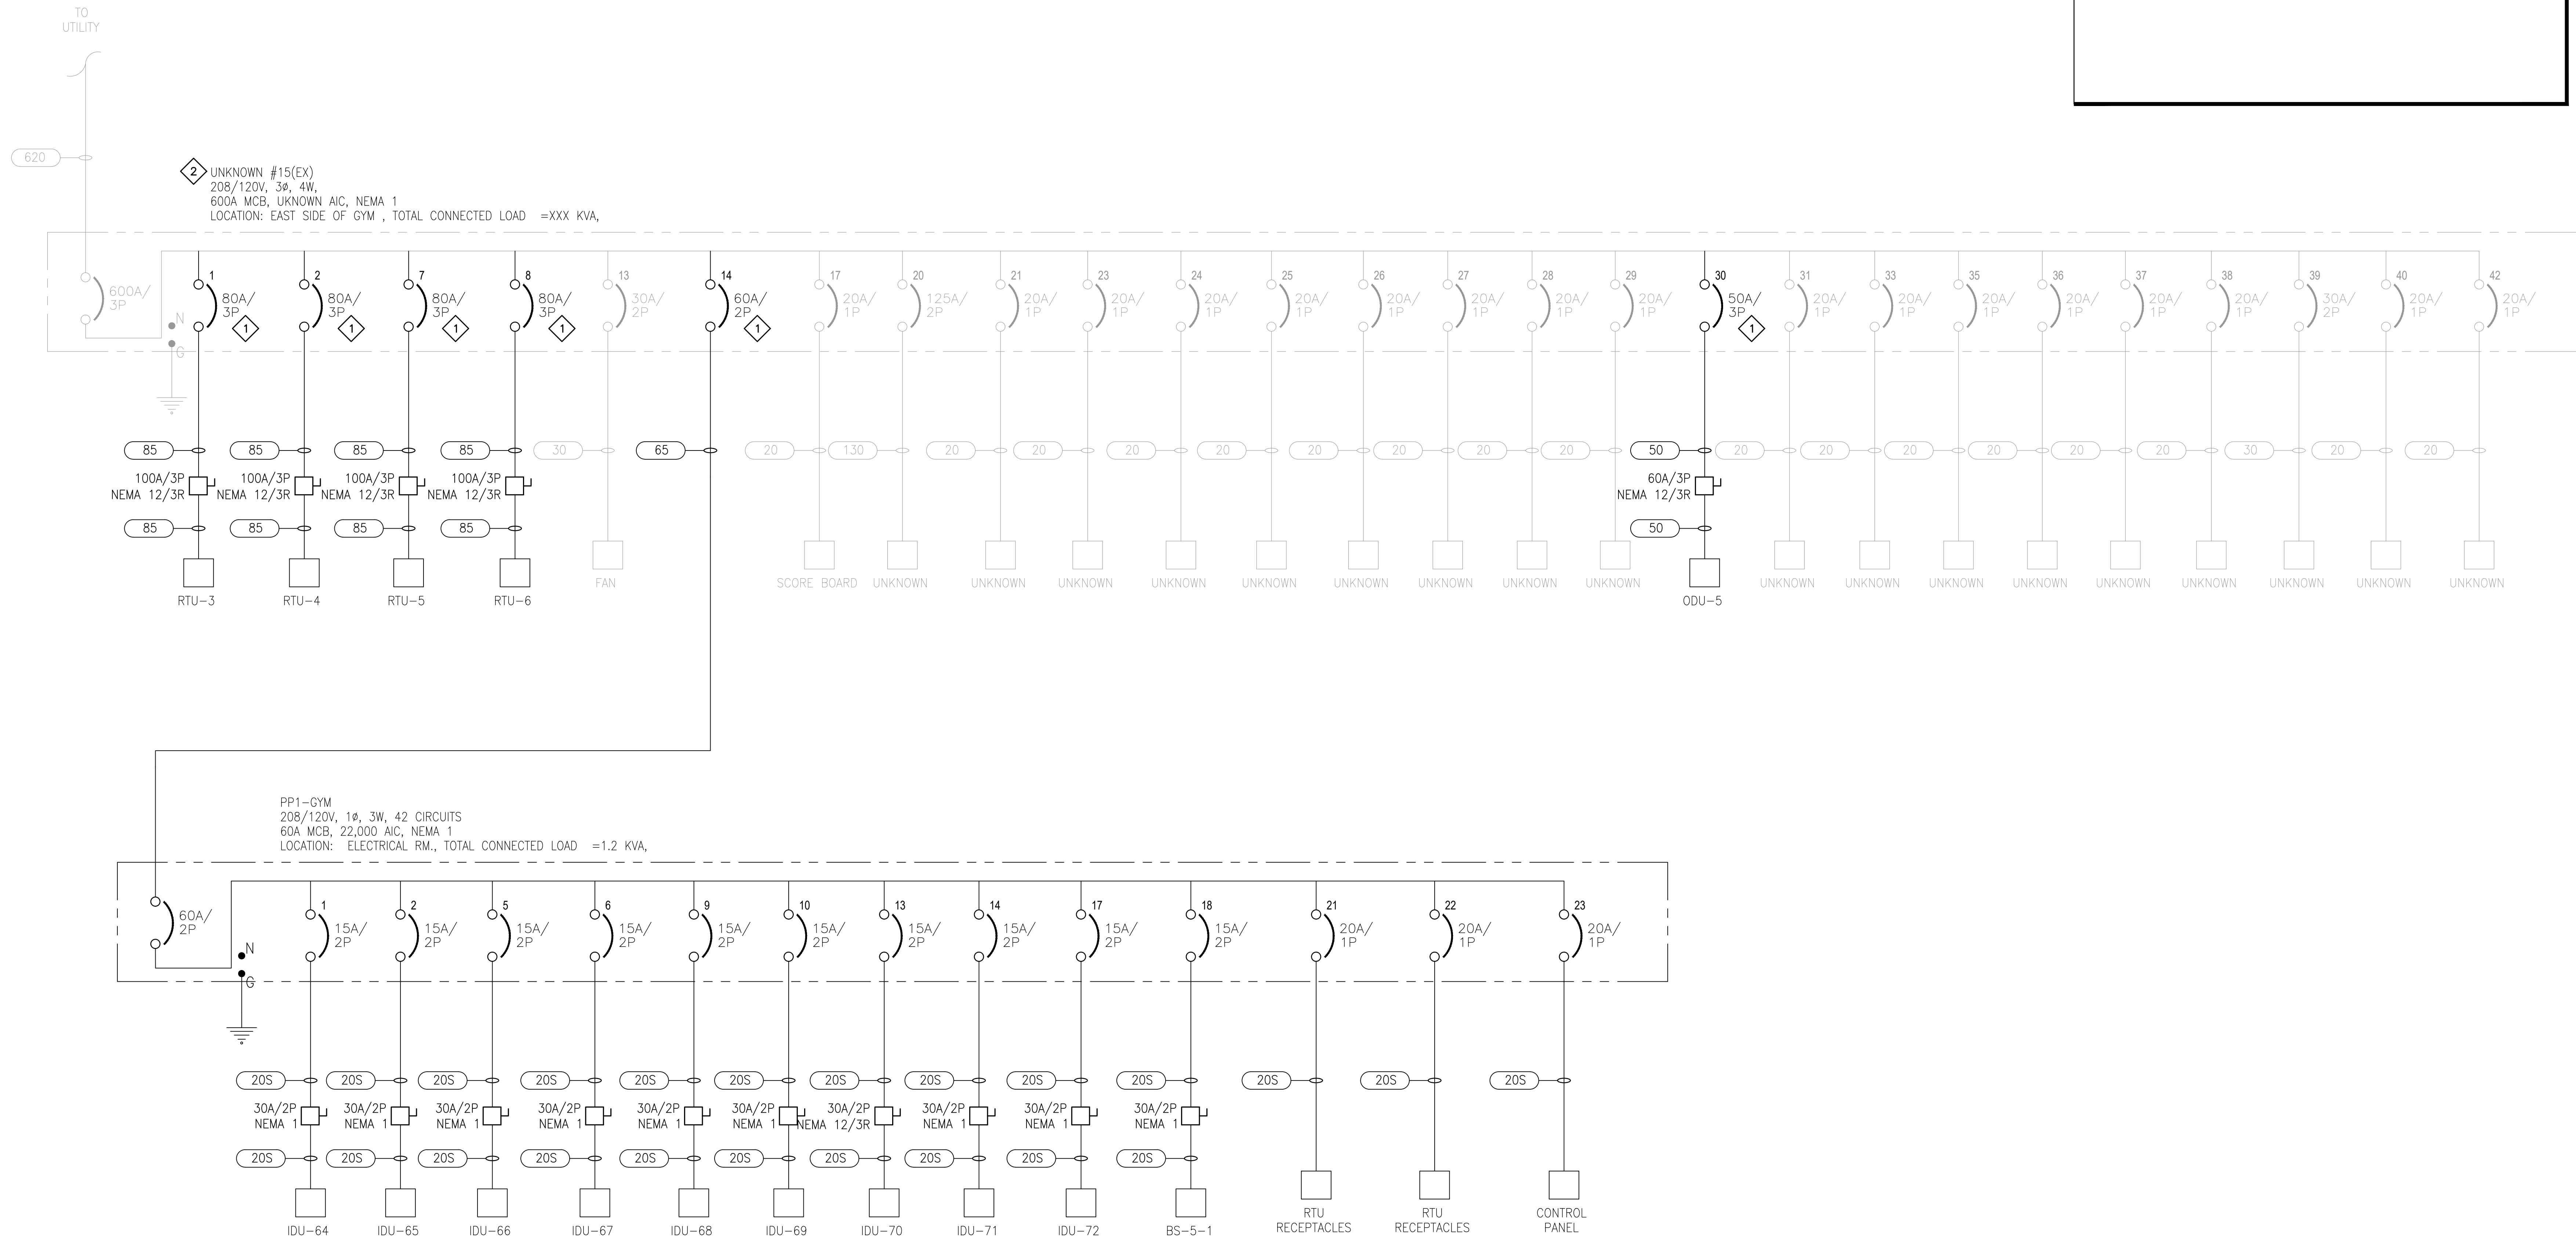 TO
UTILITY
620
2
UNKNOWN #15(EX)
208/120V, 3ø, 4W,
600A MCB, UKNOWN AIC, NEMA 1
LOCATION: EAST SIDE OF GYM , TOTAL CONNECTED LOAD =XXX KVA,
600A/
3P
N
G
1
80A/
3P
1
2
80A/
3P
1
7
80A/
3P
1
8
80A/
3P
1
13
30A/
2P
14
60A/
2P
1
17
20A/
1P
20
125A/
2P
21
20A/
1P
23
20A/
1P
24
20A/
1P
25
20A/
1P
26
20A/
1P
27
20A/
1P
28
20A/
1P
29
20A/
1P
30
50A/
3P
1
31
20A/
1P
33
20A/
1P
35
20A/
1P
36
20A/
1P
37
20A/
1P
38
20A/
1P
39
30A/
2P
40
20A/
1P
42
20A/
1P
85
85
85
85
30
65
20
130
20
20
20
20
20
20
20
20
50
20
20
20
20
20
20
30
20
20
100A/3P
NEMA 12/3R
100A/3P
NEMA 12/3R
100A/3P
NEMA 12/3R
100A/3P
NEMA 12/3R
60A/3P
NEMA 12/3R
85
85
85
85
50
RTU-3
RTU-4
RTU-5
RTU-6
FAN
SCORE BOARD
UNKNOWN
UNKNOWN
UNKNOWN
UNKNOWN
UNKNOWN
UNKNOWN
UNKNOWN
UNKNOWN
UNKNOWN
ODU-5
UNKNOWN
UNKNOWN
UNKNOWN
UNKNOWN
UNKNOWN
UNKNOWN
UNKNOWN
UNKNOWN
UNKNOWN
PP1-GYM
208/120V, 1ø, 3W, 42 CIRCUITS
60A MCB, 22,000 AIC, NEMA 1
LOCATION: ELECTRICAL RM., TOTAL CONNECTED LOAD =1.2 KVA,
60A/
2P
N
G
1
15A/
2P
2
15A/
2P
5
15A/
2P
6
15A/
2P
9
15A/
2P
10
15A/
2P
13
15A/
2P
14
15A/
2P
17
15A/
2P
18
15A/
2P
21
20A/
1P
22
20A/
1P
23
20A/
1P
20S
20S
20S
20S
20S
20S
20S
20S
20S
20S
20S
20S
20S
30A/2P
NEMA 1
30A/2P
NEMA 1
30A/2P
NEMA 1
30A/2P
NEMA 1
30A/2P
NEMA 1
30A/2P
NEMA 1
30A/2P
NEMA 12/3R
30A/2P
NEMA 1
30A/2P
NEMA 1
30A/2P
NEMA 1
20S
20S
20S
20S
20S
20S
20S
20S
20S
20S
IDU-64
IDU-65
IDU-66
IDU-67
IDU-68
IDU-69
IDU-70
IDU-71
IDU-72
BS-5-1
RTU
RECEPTACLES
RTU
RECEPTACLES
CONTROL
PANEL